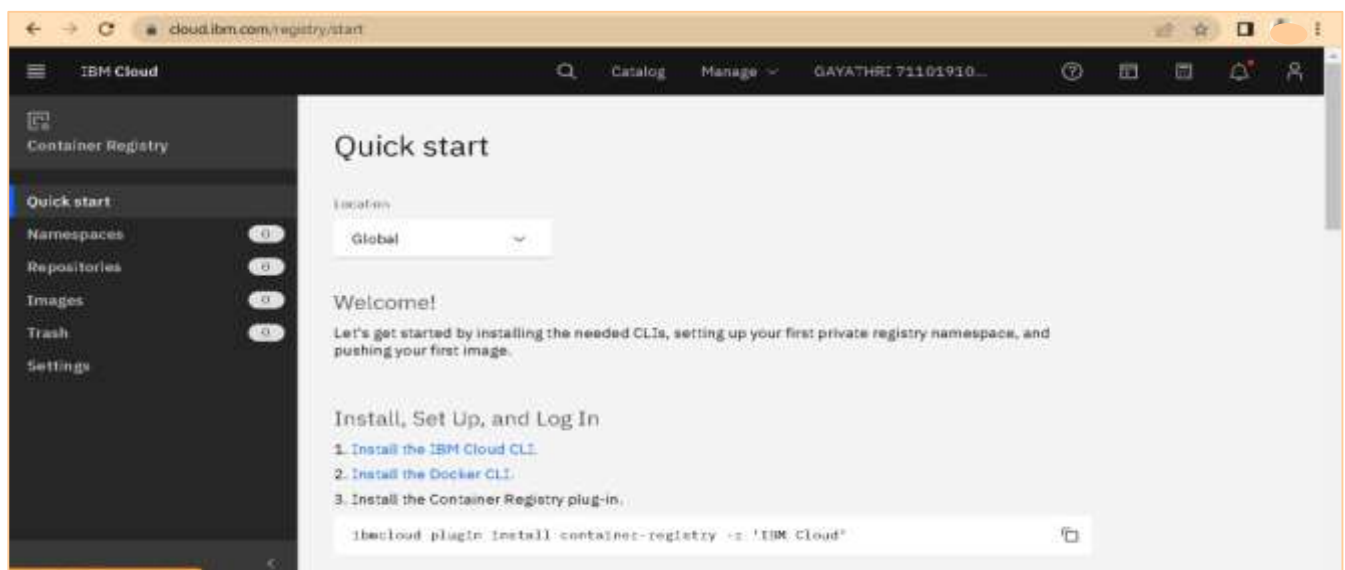 cloud.ibm.com/registry/start
IBM Cloud
Catalog
Manage
GAYATHRI 71101910...
Container Registry
Quick start
Namespaces
0
Repositories
0
Images
0
Trash
0
Settings
Quick start
Location
Global
Welcome!
Let's get started by installing the needed CLIs, setting up your first private registry namespace, and
pushing your first image.
Install, Set Up, and Log In
1. Install the IBM Cloud CLI.
2. Install the Docker CLI.
3. Install the Container Registry plug-in.
ibmcloud plugin install container-registry -r 'IBM Cloud'